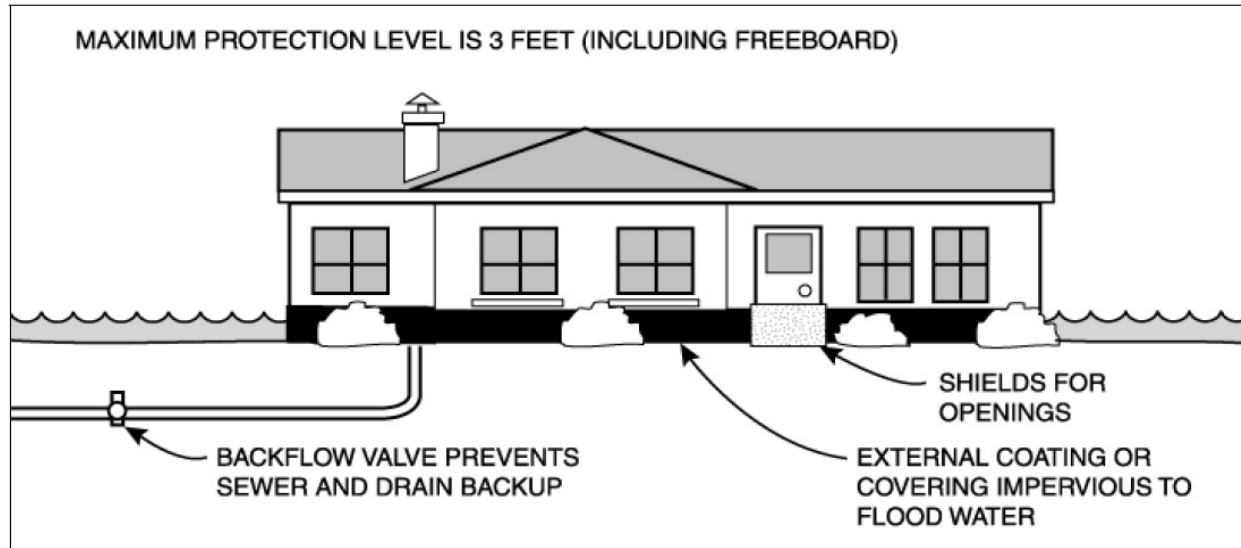 MAXIMUM PROTECTION LEVEL IS 3 FEET (INCLUDING FREEBOARD)
SHIELDS FOR
OPENINGS
BACKFLOW VALVE PREVENTS
SEWER AND DRAIN BACKUP
EXTERNAL COATING OR
COVERING IMPERVIOUS TO
FLOOD WATER